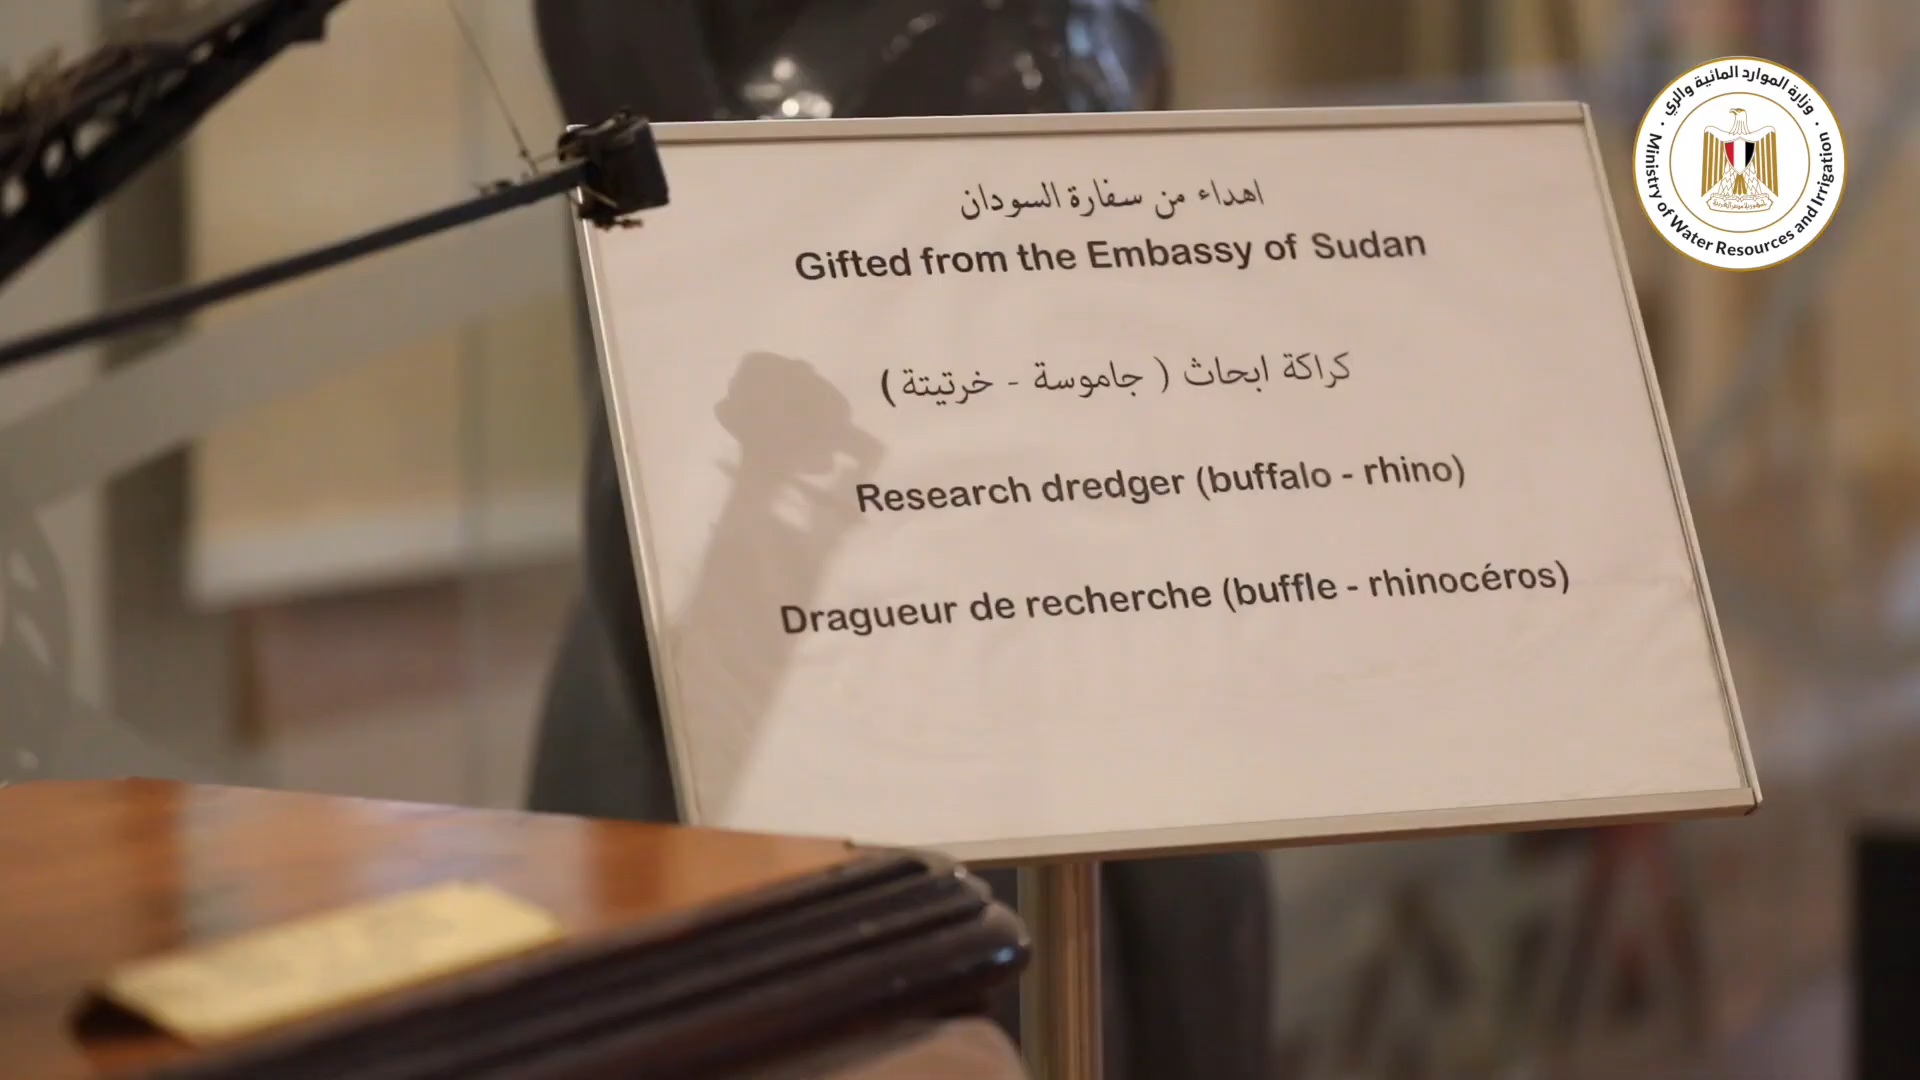 اهداء من سفارة السودان
Gifted from the Embassy of Sudan
كراكة ابحاث ( جاموسة - خرتيتة )
Research dredger (buffalo - rhino)
Dragueur de recherche (buffle - rhinocéros)
وزارة الموارد المائية والري
Ministry of Water Resources and Irrigation